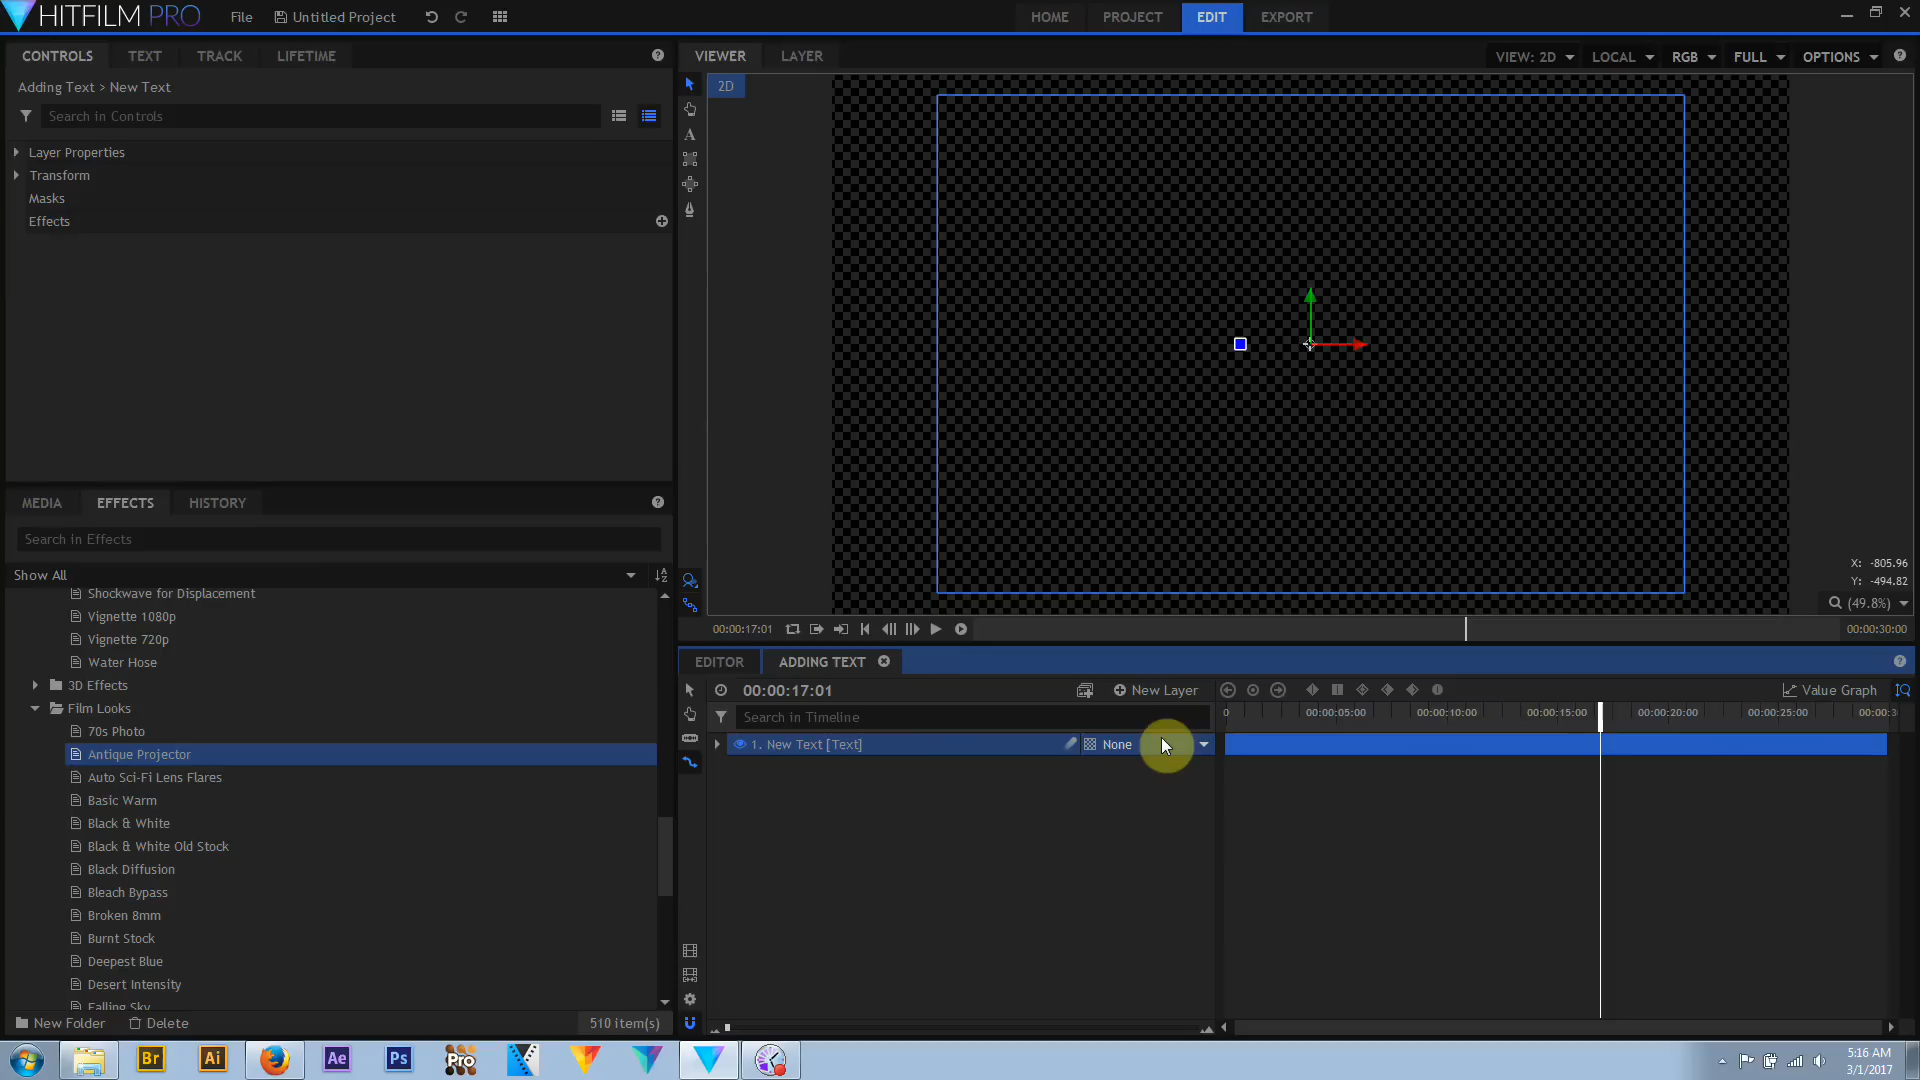 HITFILM PRO
File
Untitled Project
HOME
PROJECT
EDIT
EXPORT
CONTROLS
TEXT
TRACK
LIFETIME
Adding Text > New Text
Search in Controls
Layer Properties
Transform
Masks
Effects
VIEWER
LAYER
VIEW: 2D
LOCAL
RGB
FULL
OPTIONS
2D
A
X: -805.96
Y: -494.82
(49.8%)
00:00:17:01
00:00:30:00
MEDIA
EFFECTS
HISTORY
Search in Effects
Show All
Shockwave for Displacement
Vignette 1080p
Vignette 720p
Water Hose
3D Effects
Film Looks
70s Photo
Antique Projector
Auto Sci-Fi Lens Flares
Basic Warm
Black & White
Black & White Old Stock
Black Diffusion
Bleach Bypass
Broken 8mm
Burnt Stock
Deepest Blue
Desert Intensity
Falling Sky
New Folder
Delete
510 item(s)
EDITOR
ADDING TEXT
00:00:17:01
New Layer
Value Graph
Search in Timeline
0
00:00:05:00
00:00:10:00
00:00:15:00
00:00:20:00
00:00:25:00
00:00:3
1. New Text [Text]
None
Br
Ai
Ae
Ps
Pro
5:16 AM
3/1/2017